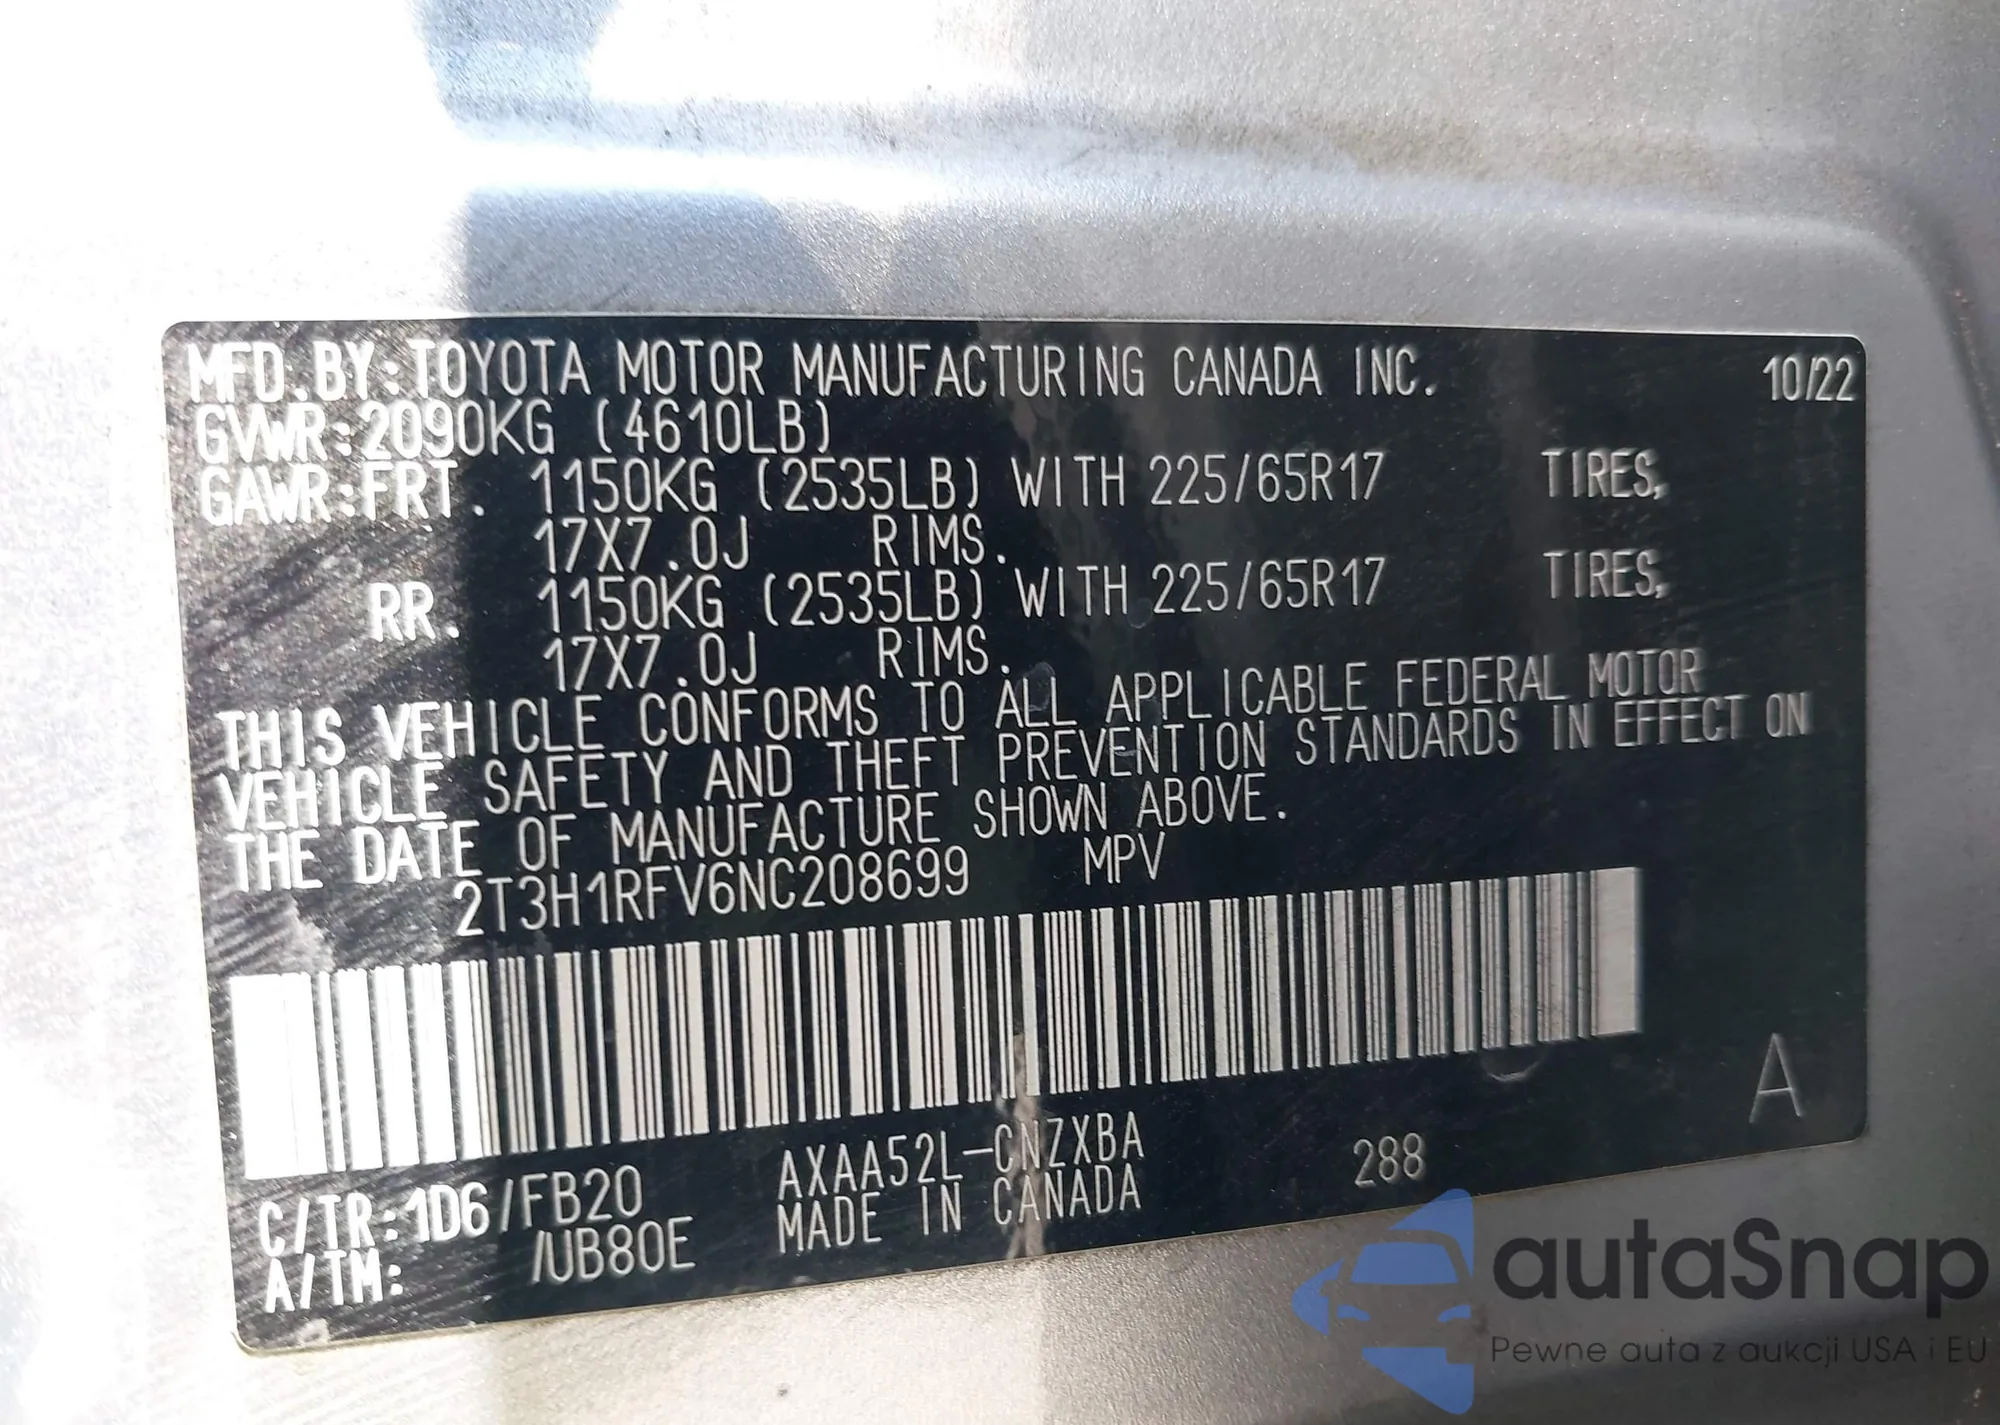 MFD.BY:TOYOTA MOTOR MANUFACTURING CANADA INC. 10/22
GVWR:2090KG (4610LB)
GAWR:FRT. 1150KG (2535LB) WITH 225/65R17 TIRES,
17X7.0J RIMS.
RR. 1150KG (2535LB) WITH 225/65R17 TIRES,
17X7.0J RIMS.
THIS VEHICLE CONFORMS TO ALL APPLICABLE FEDERAL MOTOR
VEHICLE SAFETY AND THEFT PREVENTION STANDARDS IN EFFECT ON
THE DATE OF MANUFACTURE SHOWN ABOVE.
2T3H1RFV6NC208699 MPV
A
C/TR:1D6/FB20 AXAA52L-CNZXBA 288
A/TM: /UB80E MADE IN CANADA
autaSnap
Pewne auta z aukcji USA i EU